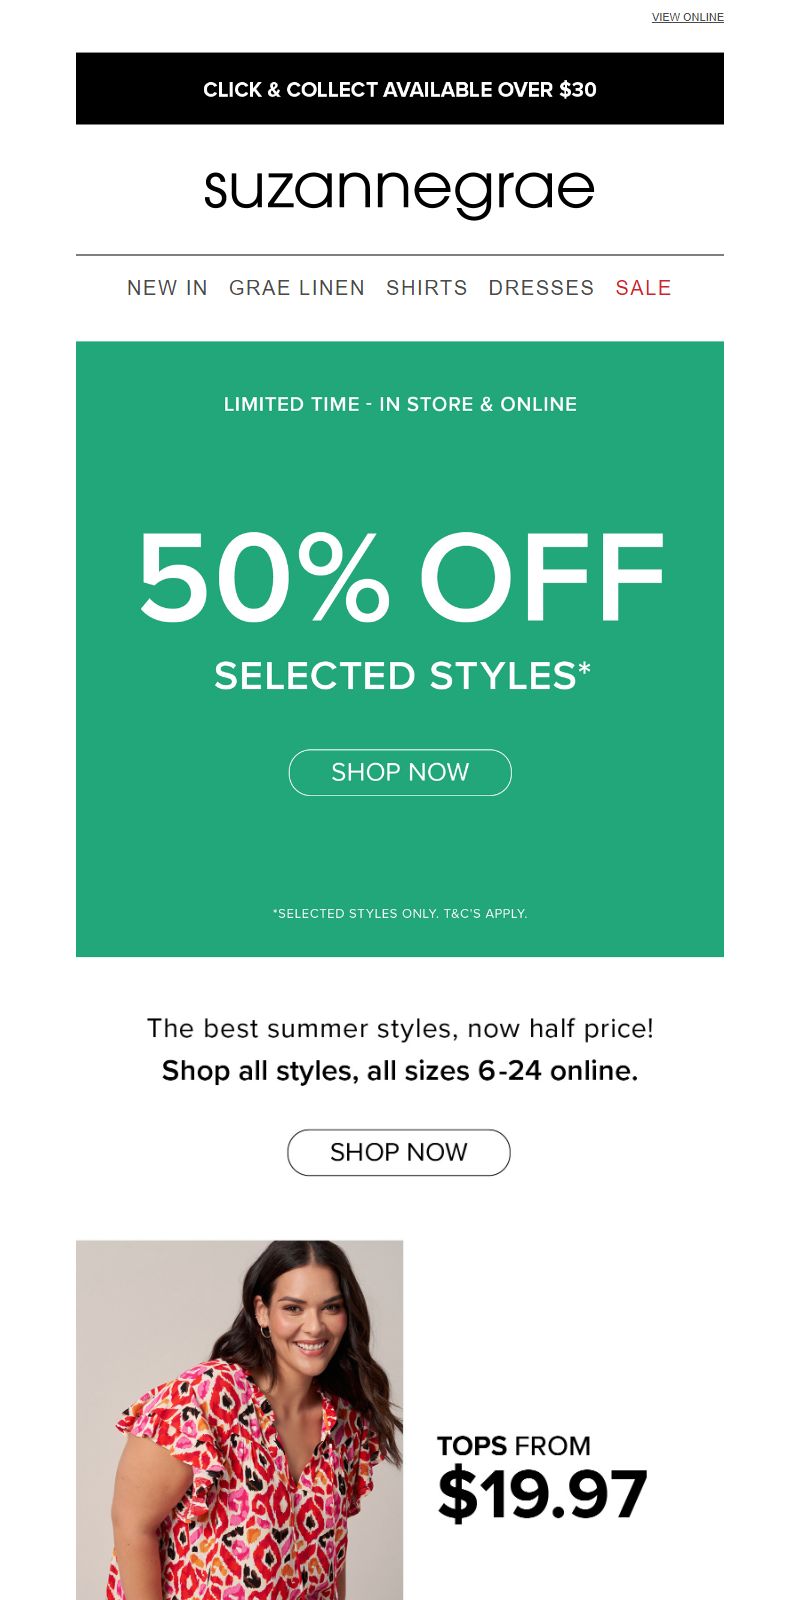 VIEW ONLINE
CLICK & COLLECT AVAILABLE OVER $30
suzannegrae
NEW IN GRAE LINEN SHIRTS DRESSES SALE
LIMITED TIME - IN STORE & ONLINE
50% OFF
SELECTED STYLES*
SHOP NOW
*SELECTED STYLES ONLY. T&C'S APPLY.
The best summer styles, now half price!
Shop all styles, all sizes 6-24 online.
SHOP NOW
TOPS FROM
$19.97